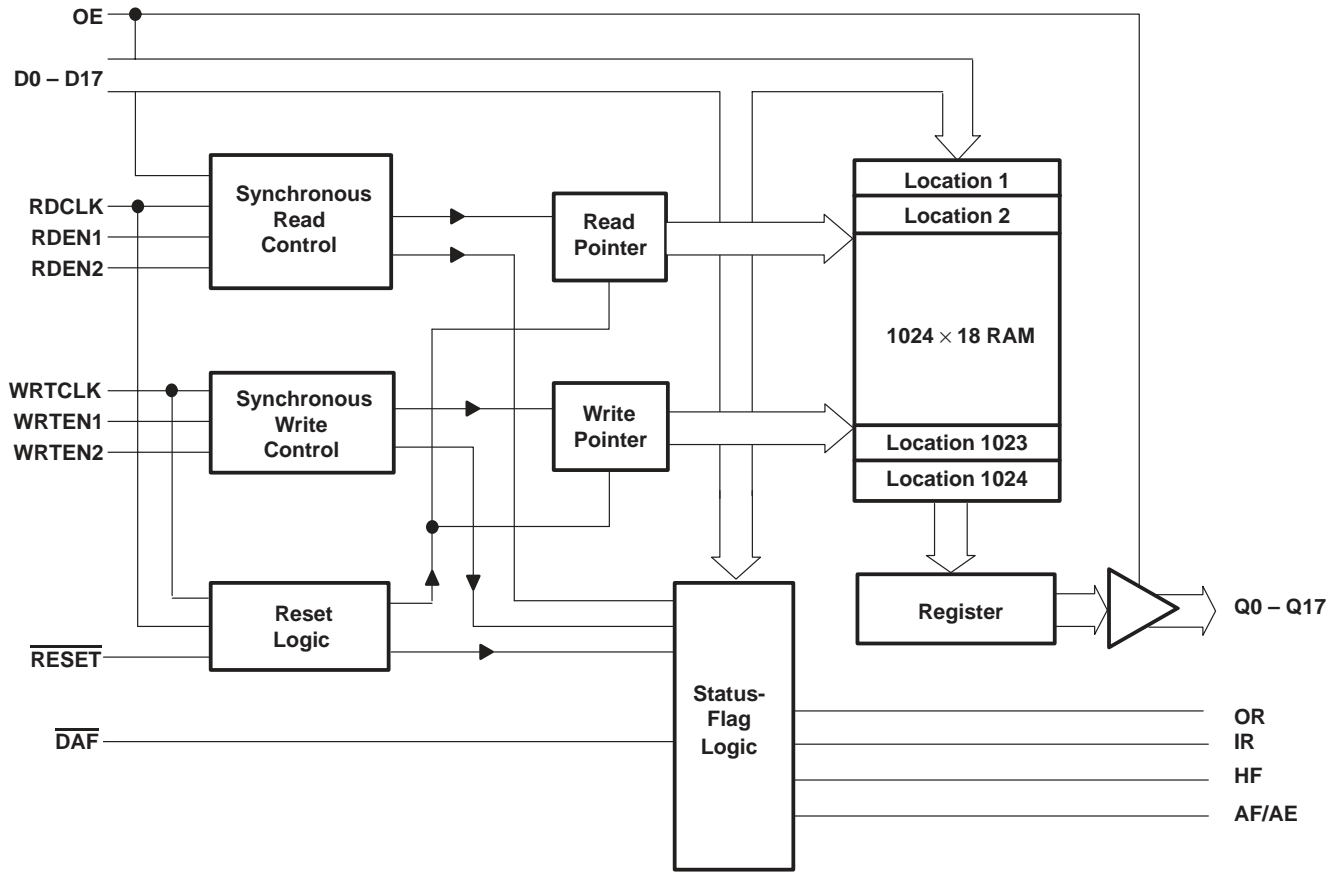 OE
D0 – D17
RDCLK
RDEN1
RDEN2
Synchronous
Read
Control
Read
Pointer
Location 1
Location 2
1024 × 18 RAM
Location 1023
Location 1024
WRTCLK
WRTEN1
WRTEN2
Synchronous
Write
Control
Write
Pointer
Reset
Logic
RESET
DAF
Status-
Flag
Logic
Register
Q0 – Q17
OR
IR
HF
AF/AE